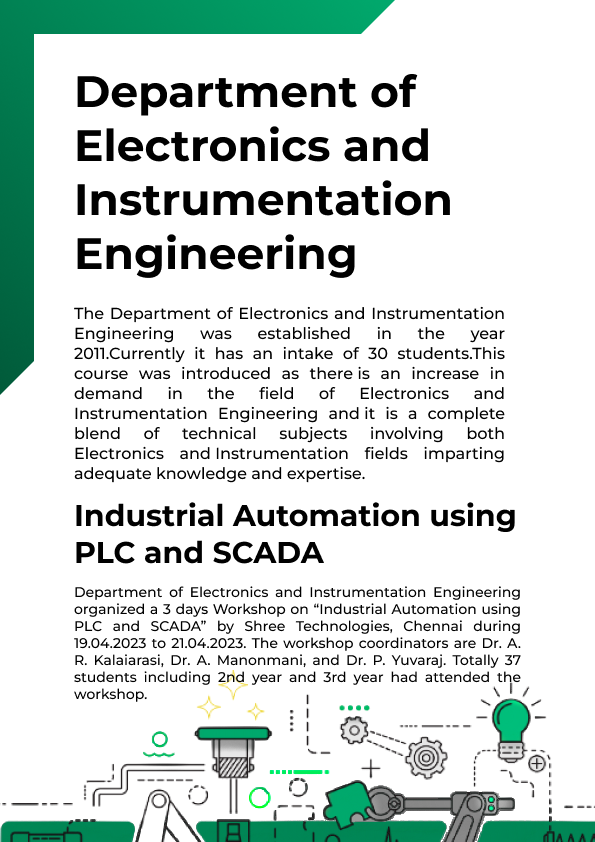 Department of
Electronics and
Instrumentation
Engineering
The Department of Electronics and Instrumentation
Engineering was established in the year
2011.Currently it has an intake of 30 students.This
course was introduced as there is an increase in
demand in the field of Electronics and
Instrumentation Engineering and it is a complete
blend of technical subjects involving both
Electronics and Instrumentation fields imparting
adequate knowledge and expertise.
Industrial Automation using
PLC and SCADA
Department of Electronics and Instrumentation Engineering
organized a 3 days Workshop on “Industrial Automation using
PLC and SCADA” by Shree Technologies, Chennai during
19.04.2023 to 21.04.2023. The workshop coordinators are Dr. A.
R. Kalaiarasi, Dr. A. Manonmani, and Dr. P. Yuvaraj. Totally 37
students including 2nd year and 3rd year had attended the
workshop.